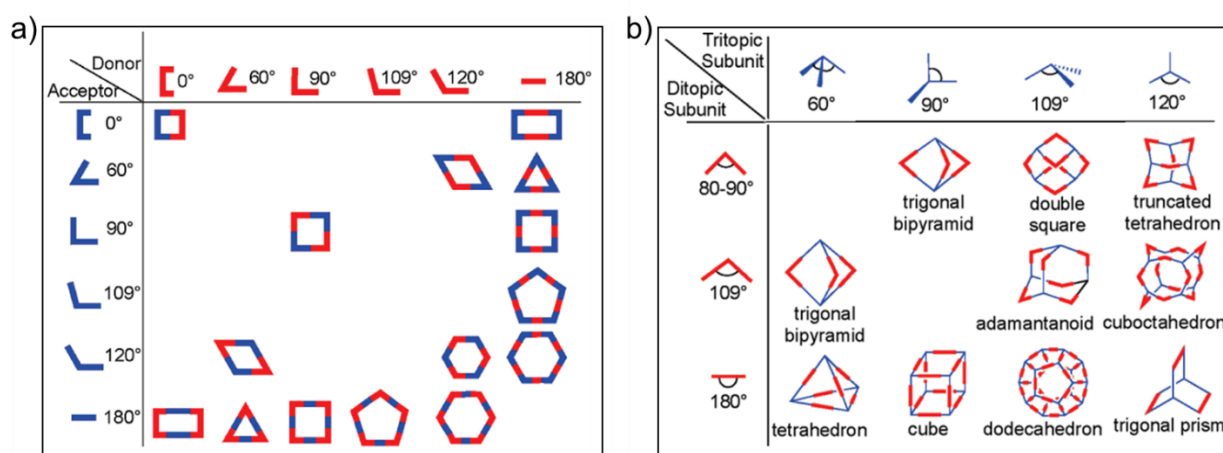 a)
Donor
Acceptor
0° 60° 90° 109° 120° 180°
0°
60°
90°
109°
120°
180°
b)
Tritopic
Subunit
Ditopic
Subunit
60° 90° 109° 120°
80-90°
trigonal
bipyramid
double
square
truncated
tetrahedron
109°
trigonal
bipyramid
adamantanoid
cuboctahedron
180°
tetrahedron
cube
dodecahedron
trigonal prism